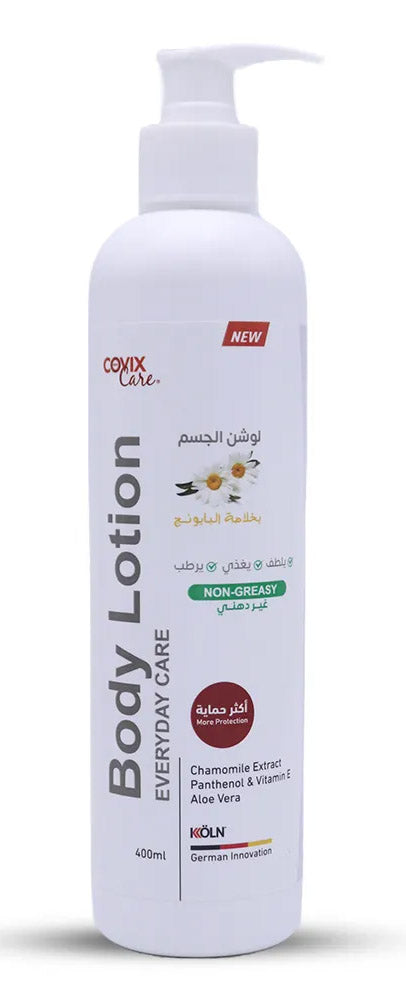 NEW
COVIX
Care®
Body Lotion
EVERYDAY CARE
لوشن الجسم
بخلاصة البابونج
يلطف يغذي يرطب
NON-GREASY
غير دهني
أكثر حماية
More Protection
Chamomile Extract
Panthenol & Vitamin E
Aloe Vera
400ml
KÖLN
German Innovation